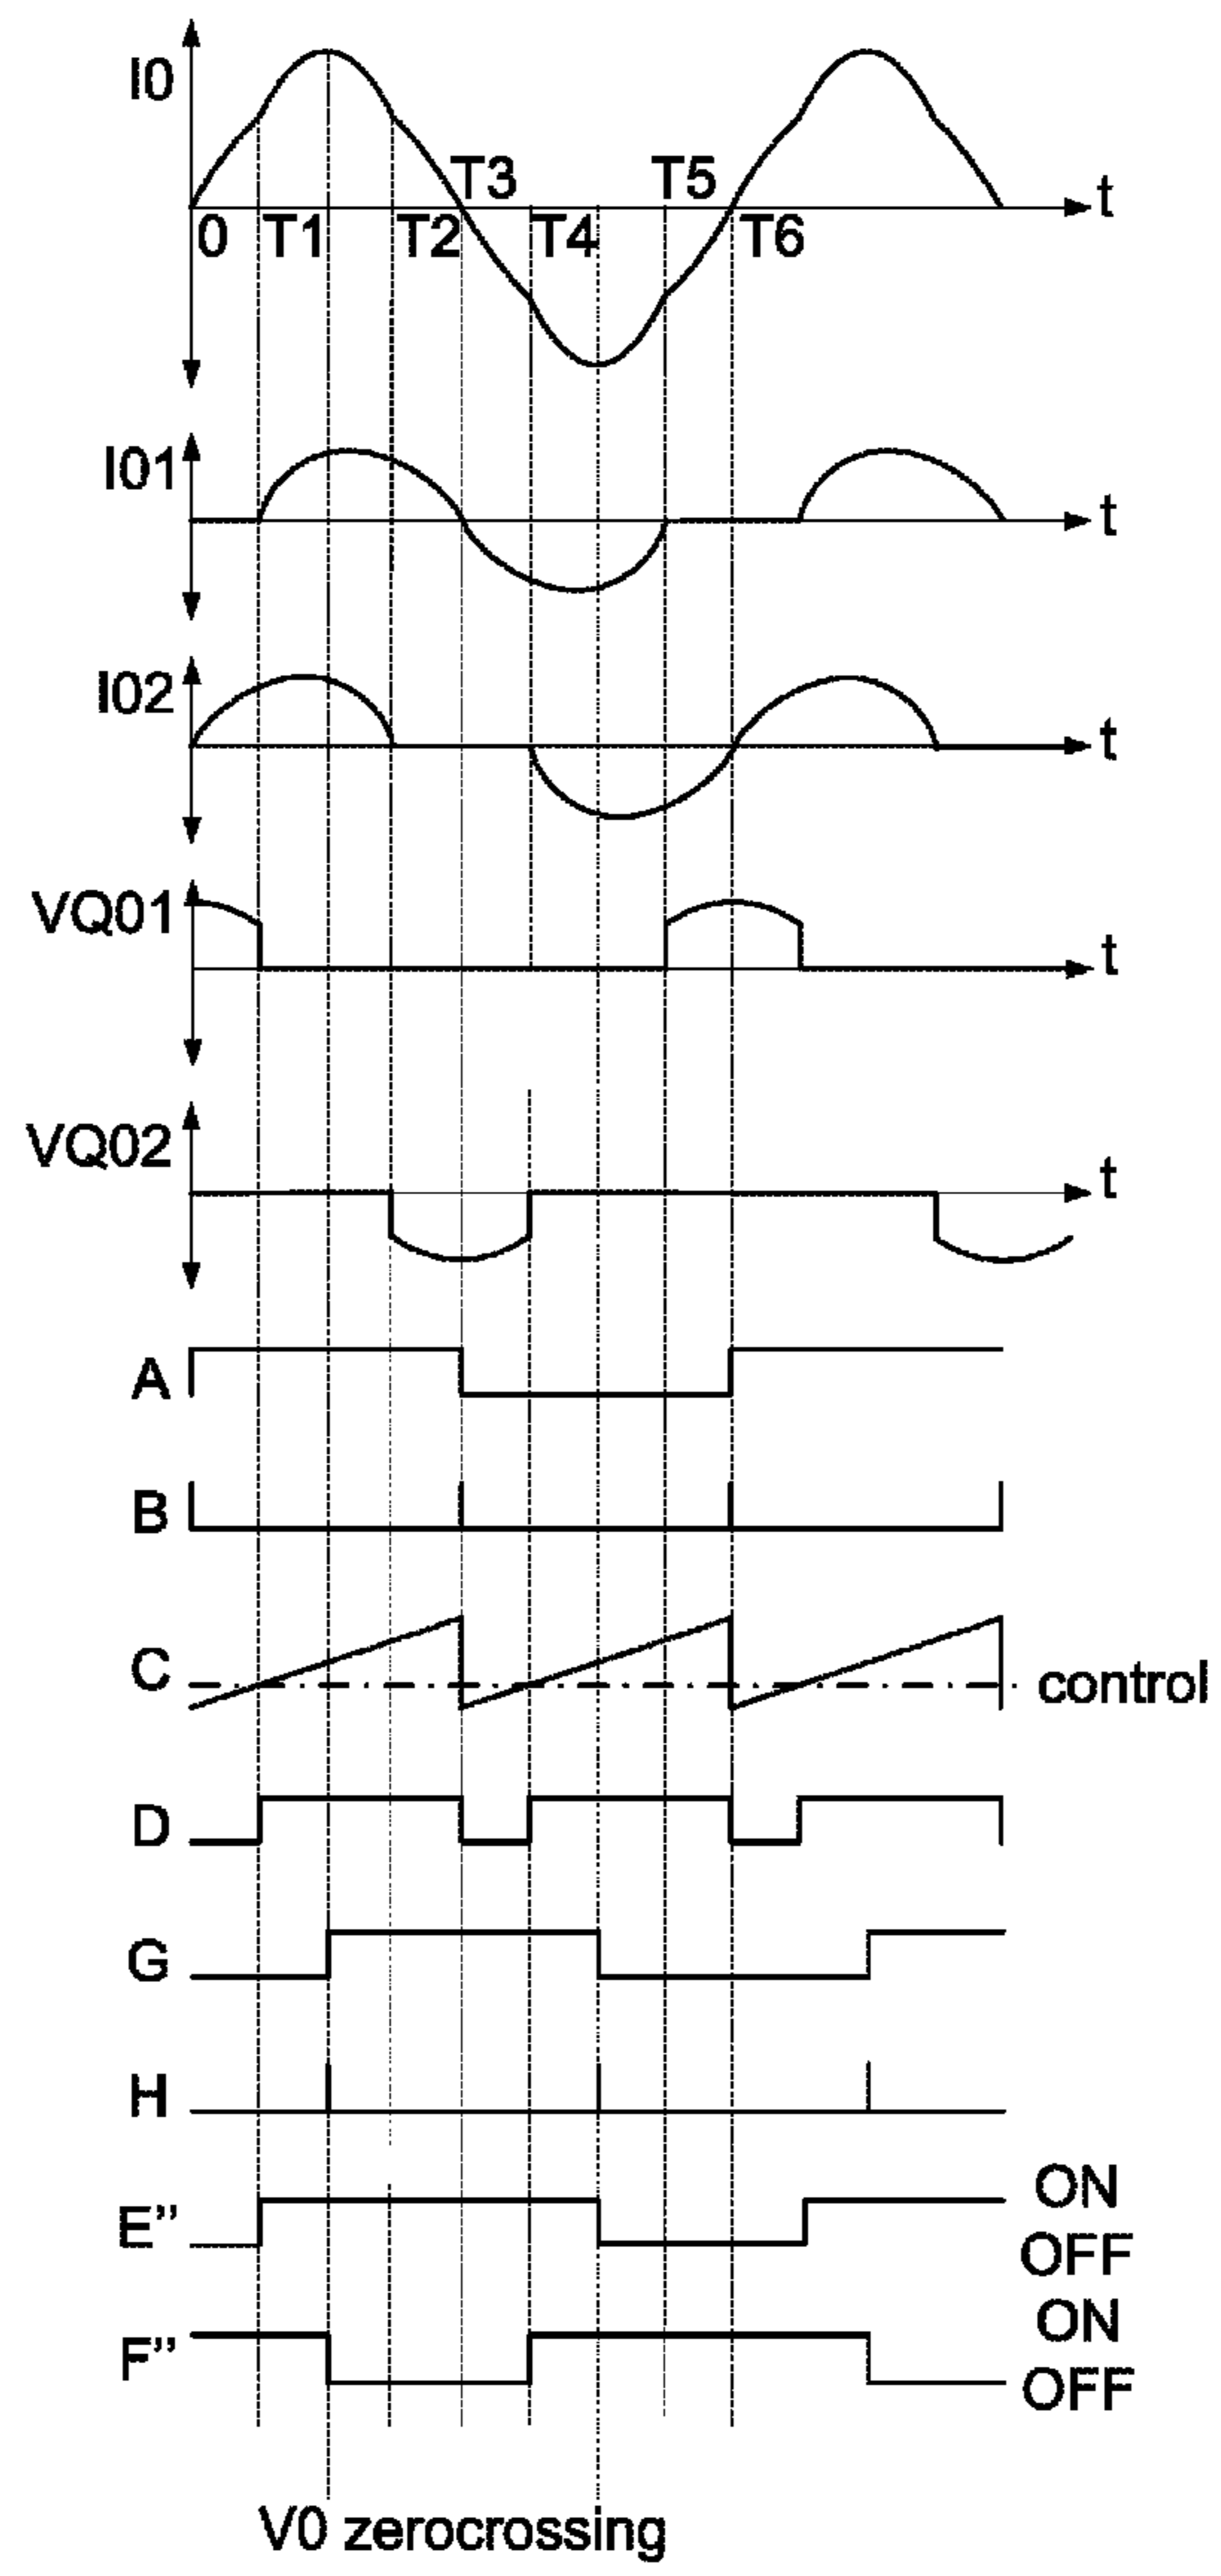 I0
T3 T5 t
0 T1 T2 T4 T6
I01 t
I02 t
VQ01 t
VQ02 t
A
B
C control
D
G
H
E” ON
OFF
F” ON
OFF
V0 zerocrossing